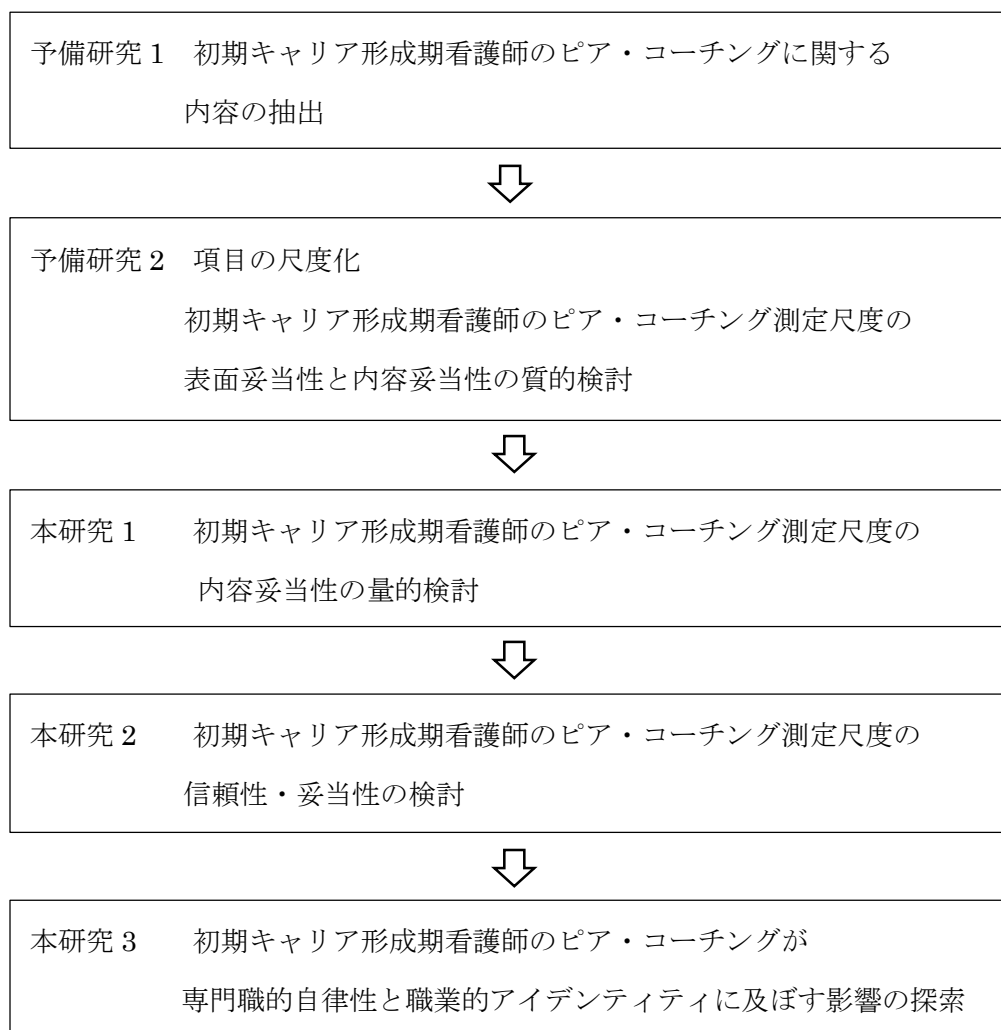 予備研究 1　初期キャリア形成期看護師のピア・コーチングに関する
内容の抽出
予備研究 2　項目の尺度化
初期キャリア形成期看護師のピア・コーチング測定尺度の
表面妥当性と内容妥当性の質的検討
本研究 1　初期キャリア形成期看護師のピア・コーチング測定尺度の
内容妥当性の量的検討
本研究 2　初期キャリア形成期看護師のピア・コーチング測定尺度の
信頼性・妥当性の検討
本研究 3　初期キャリア形成期看護師のピア・コーチングが
専門職的自律性と職業的アイデンティティに及ぼす影響の探索